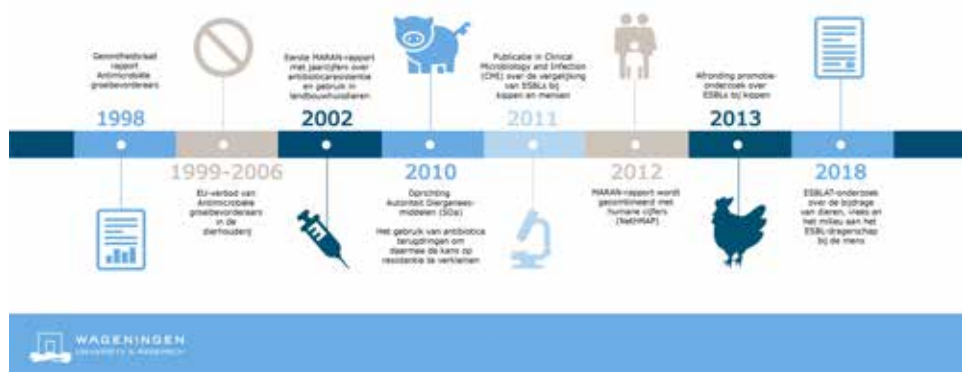 Gezondheidsraad
rapport
Antimicrobiële
groeibevorderaars
1998
1999-2006
EU-verbod van
Antimicrobiële
groeibevorderaars
in de
dierhouderij
Eerste MARAN-rapport
met jaarcijfers over
antibioticaresistentie
en gebruik in
landbouwhuisdieren
2002
2010
Oprichting
Autoriteit Diergenees-
middelen (SDa)
Het gebruik van antibiotica
terugdringen om
daarmee de kans op
resistentie te verkleinen
Publicatie in Clinical
Microbiology and Infection
(CMI) over de vergelijking
van ESBLs bij
kippen en mensen
2011
2012
MARAN-rapport wordt
gecombineerd met
humane cijfers
(NethMAP)
Afronding promotie-
onderzoek over
ESBLs bij kippen
2013
2018
ESBLAT-onderzoek
over de bijdrage
van dieren, vlees en
het milieu aan het
ESBL-dragerschap
bij de mens
WAGENINGEN
UNIVERSITY & RESEARCH